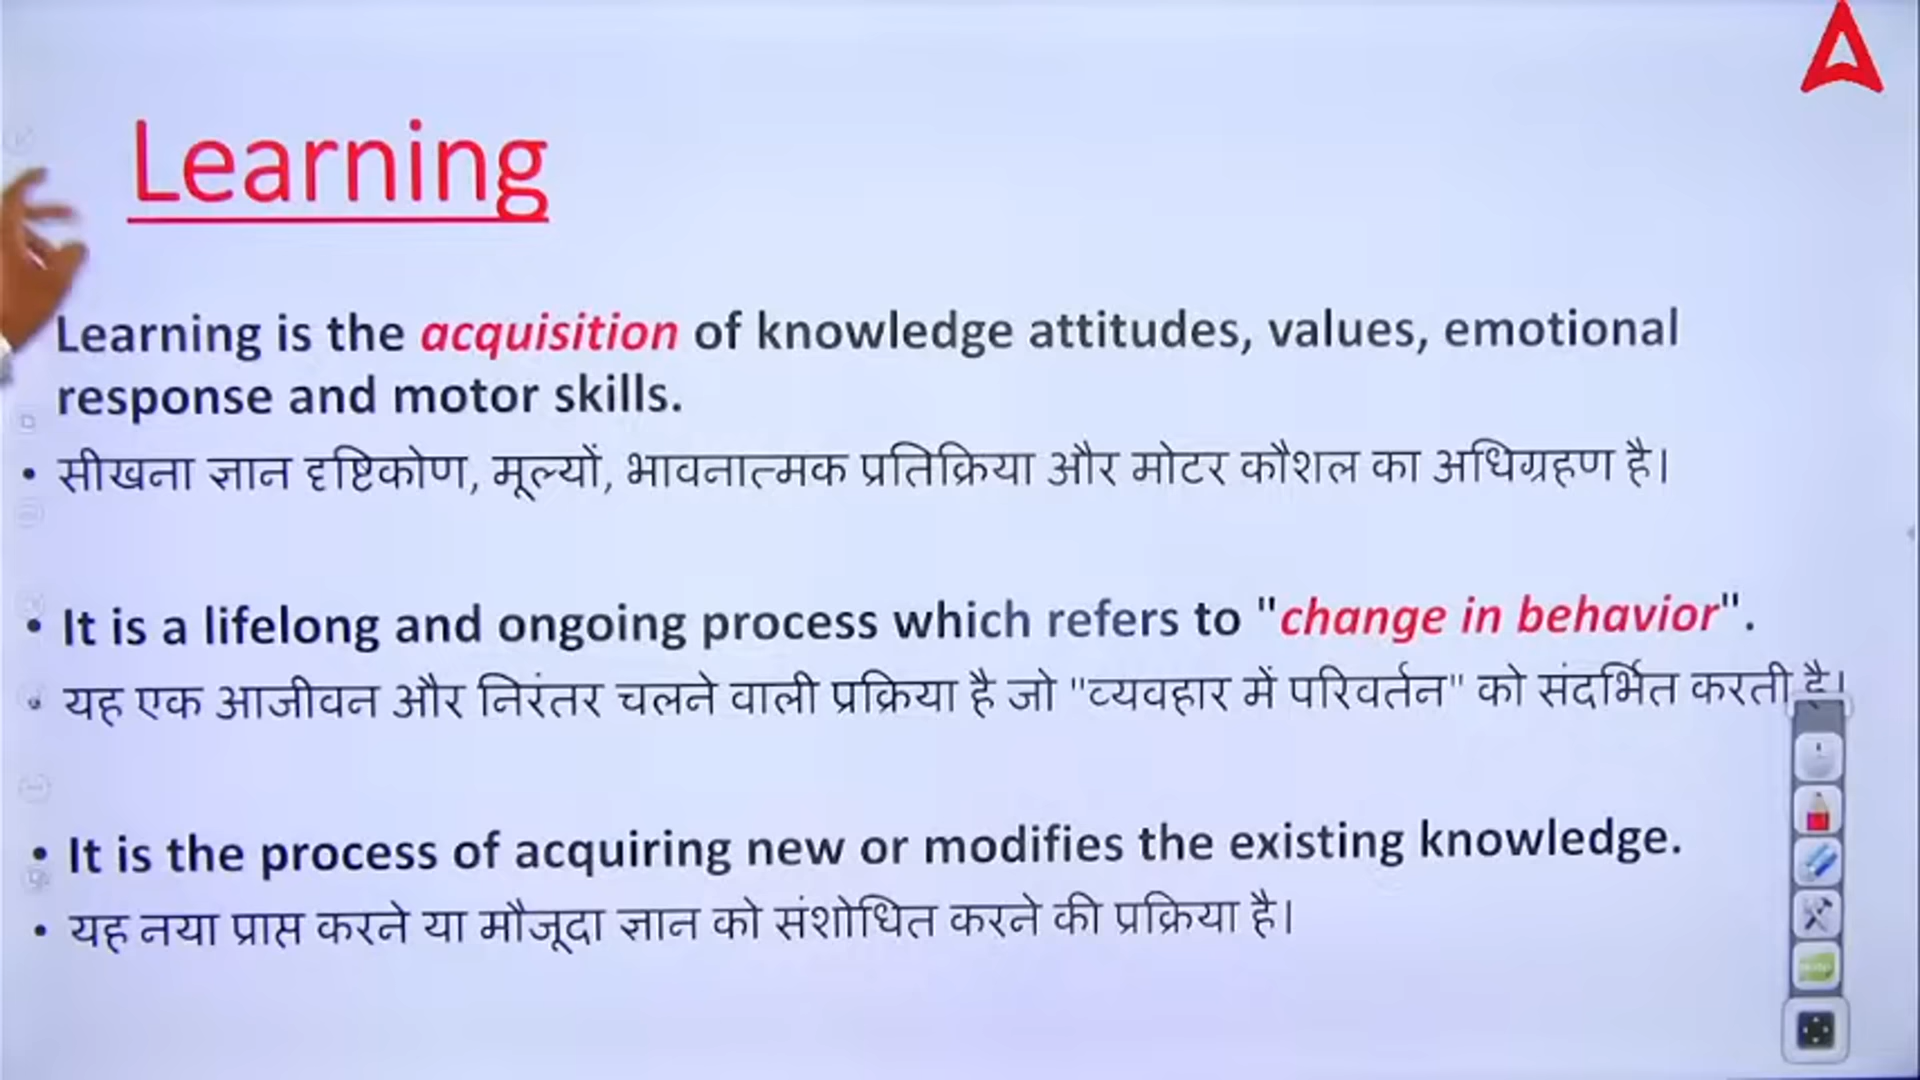 Learning
Learning is the acquisition of knowledge attitudes, values, emotional
response and motor skills.
• सीखना ज्ञान दृष्टिकोण, मूल्यों, भावनात्मक प्रतिक्रिया और मोटर कौशल का अधिग्रहण है।
• It is a lifelong and ongoing process which refers to "change in behavior".
• यह एक आजीवन और निरंतर चलने वाली प्रक्रिया है जो "व्यवहार में परिवर्तन" को संदर्भित करती है।
• It is the process of acquiring new or modifies the existing knowledge.
• यह नया प्राप्त करने या मौजूदा ज्ञान को संशोधित करने की प्रक्रिया है।